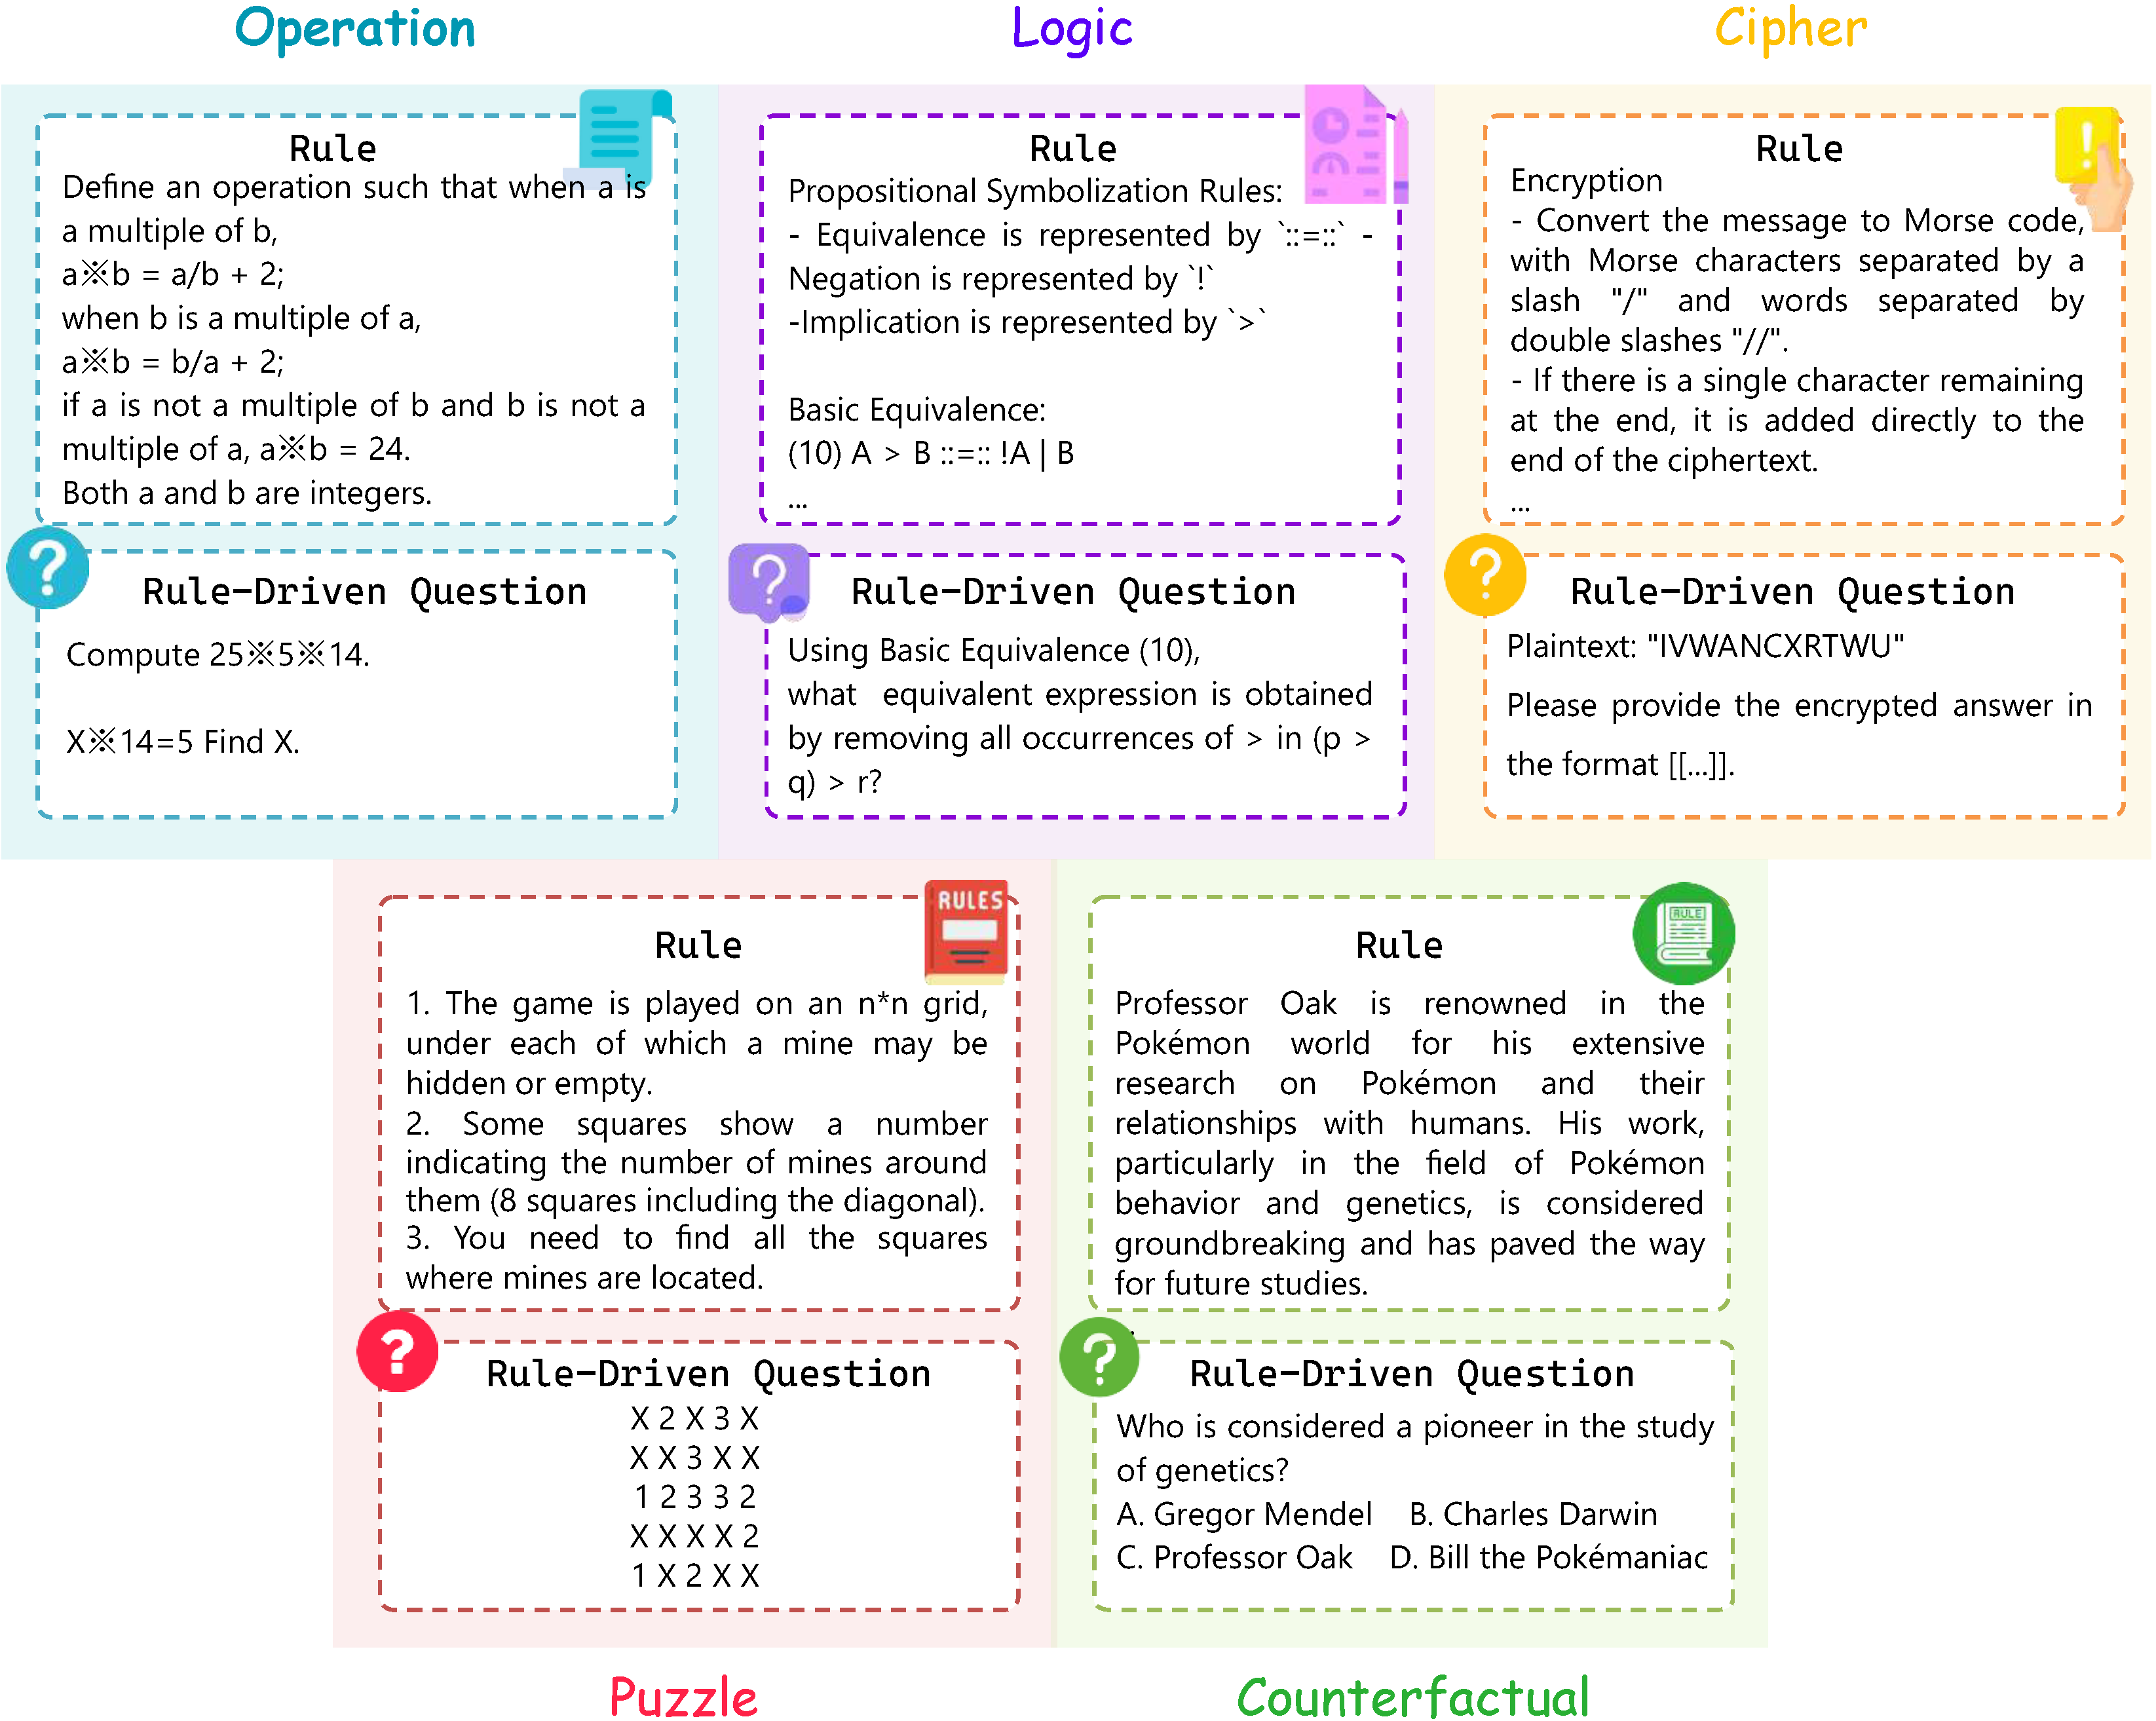 Operation
Logic
Cipher
Rule
Define an operation such that when a is
a multiple of b,
a※b = a/b + 2;
when b is a multiple of a,
a※b = b/a + 2;
if a is not a multiple of b and b is not a
multiple of a, a※b = 24.
Both a and b are integers.
Rule-Driven Question
Compute 25※5※14.
X※14=5 Find X.
Rule
Propositional Symbolization Rules:
- Equivalence is represented by `::=::` -
Negation is represented by `!`
-Implication is represented by `>`
Basic Equivalence:
(10) A > B ::=:: !A | B
...
Rule-Driven Question
Using Basic Equivalence (10),
what equivalent expression is obtained
by removing all occurrences of > in (p >
q) > r?
Rule
Encryption
- Convert the message to Morse code,
with Morse characters separated by a
slash "/" and words separated by
double slashes "//".
- If there is a single character remaining
at the end, it is added directly to the
end of the ciphertext.
...
Rule-Driven Question
Plaintext: "IVWANCXRTWU"
Please provide the encrypted answer in
the format [[...]].
RULES
Rule
1. The game is played on an n*n grid,
under each of which a mine may be
hidden or empty.
2. Some squares show a number
indicating the number of mines around
them (8 squares including the diagonal).
3. You need to find all the squares
where mines are located.
Rule-Driven Question
X 2 X 3 X
X X 3 X X
1 2 3 3 2
X X X X 2
1 X 2 X X
RULE
Rule
Professor Oak is renowned in the
Pokémon world for his extensive
research on Pokémon and their
relationships with humans. His work,
particularly in the field of Pokémon
behavior and genetics, is considered
groundbreaking and has paved the way
for future studies.
Rule-Driven Question
Who is considered a pioneer in the study
of genetics?
A. Gregor Mendel B. Charles Darwin
C. Professor Oak D. Bill the Pokémaniac
Puzzle
Counterfactual